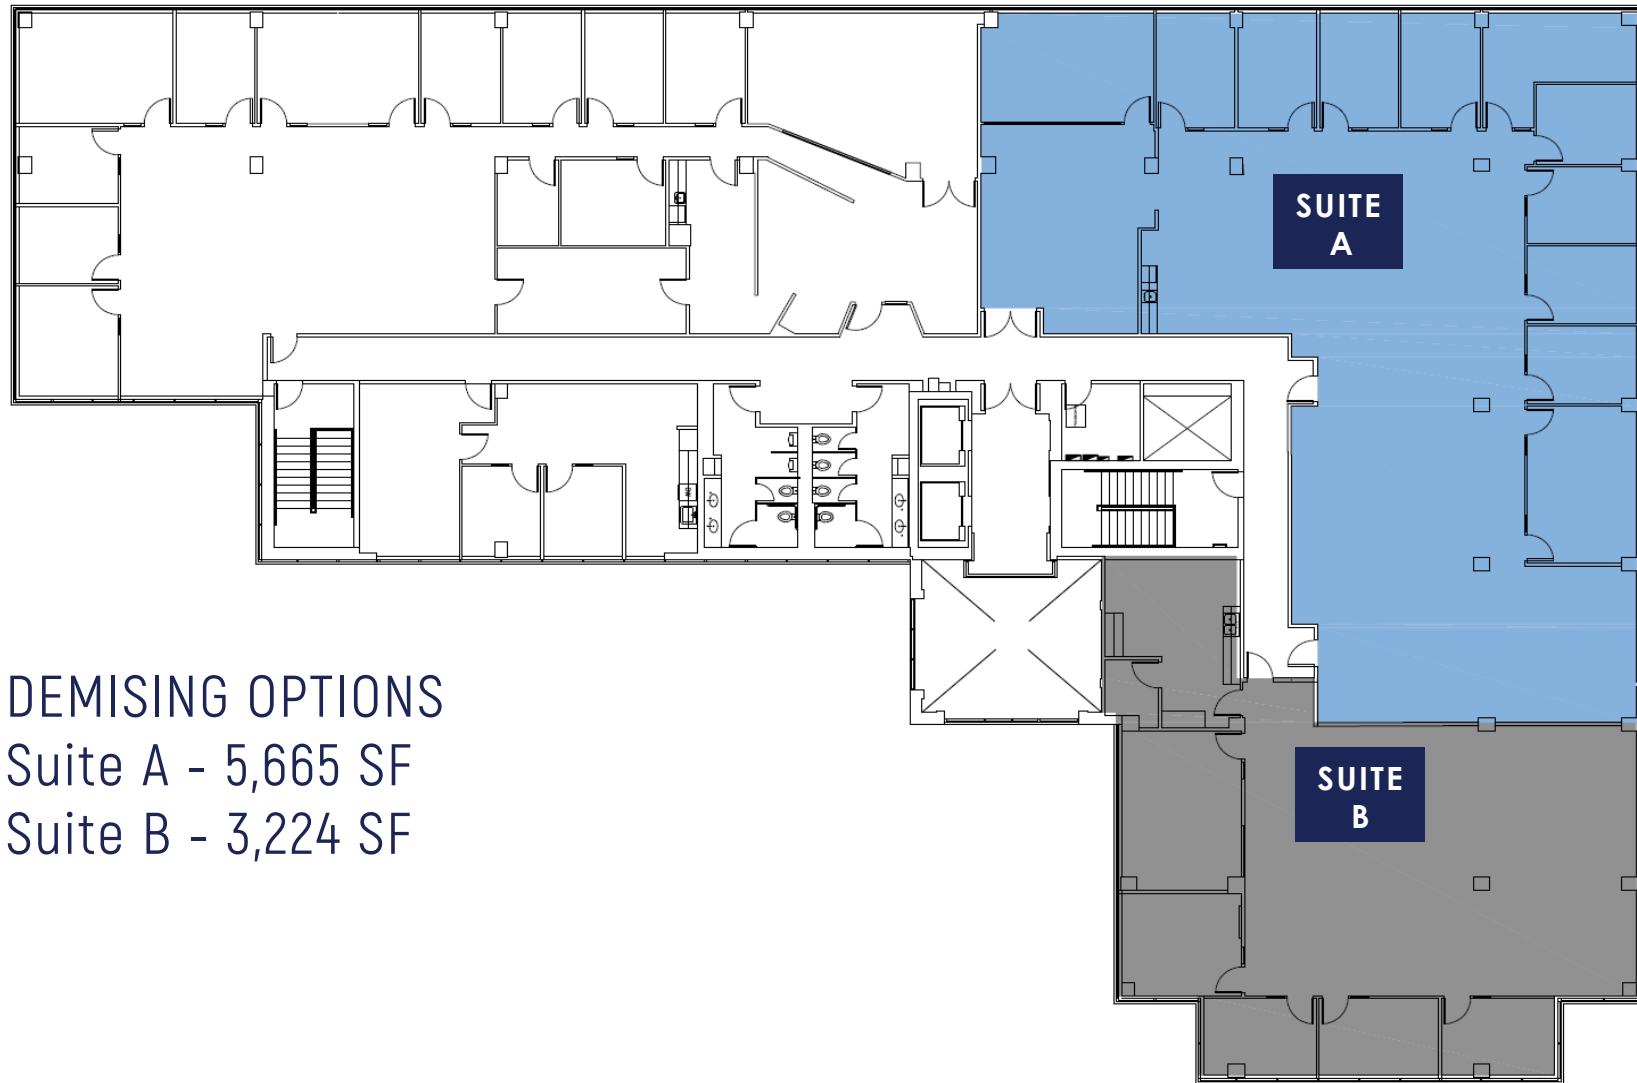 SUITE
A
DEMISING OPTIONS
Suite A - 5,665 SF
Suite B - 3,224 SF
SUITE
B